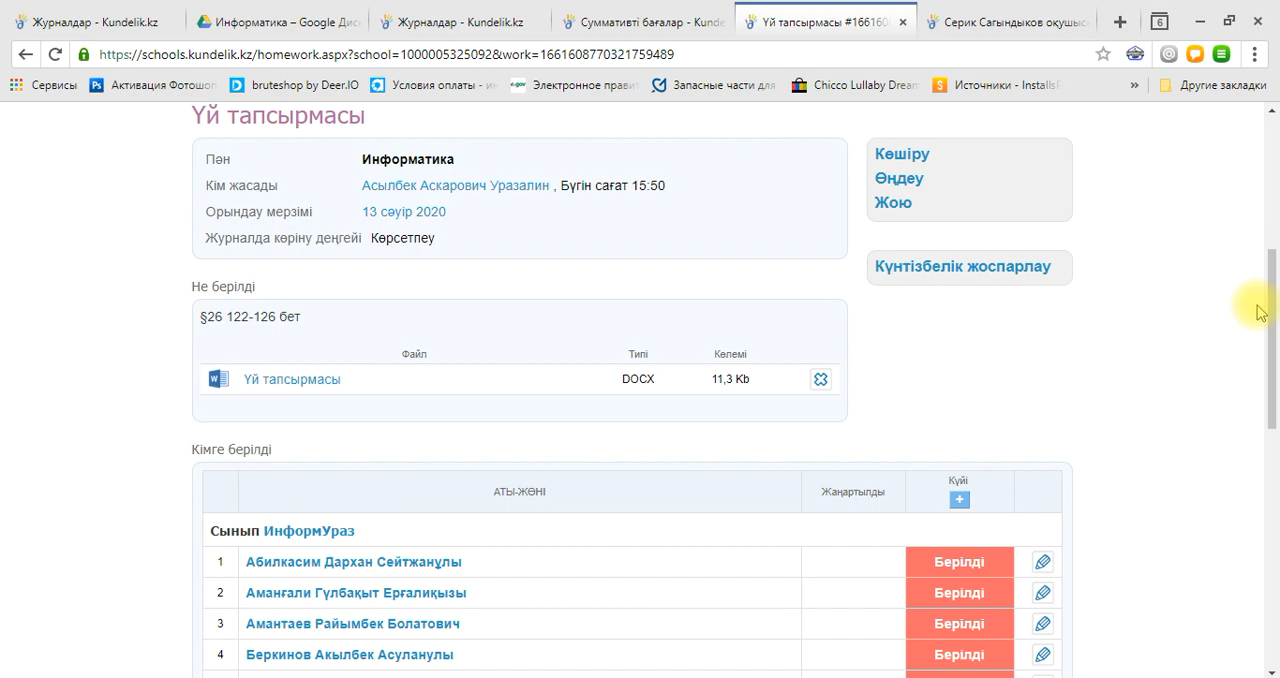 Журналдар - Kundelik.kz
Информатика – Google Дис
Журналдар - Kundelik.kz
Суммативті бағалар - Kunde
Үй тапсырмасы #1661608
Серик Сагындыков оқушыс
6
https://schools.kundelik.kz/homework.aspx?school=1000005325092&work=1661608770321759489
Сервисы
Ps Активация Фотошоп
bruteshop by Deer.IO
Условия оплаты - ин
Электронное прави
Запасные части для
Chicco Lullaby Dream
Источники - InstallsP
»
Другие закладки
Үй тапсырмасы
Пән Информатика
Кім жасады Асылбек Аскарович Уразалин , Бүгін сағат 15:50
Орындау мерзімі 13 сәуір 2020
Журналда көріну деңгейі Көрсетпеу
Көшіру
Өңдеу
Жою
Күнтізбелік жоспарлау
Не берілді
§26 122-126 бет
Файл Типі Көлемі
Үй тапсырмасы DOCX 11,3 Kb
Кімге берілді
АТЫ-ЖӨНІ Жаңартылды Күйі
+
Сынып ИнформУраз
1 Абилкасим Дархан Сейтжанұлы Берілді
2 Аманғали Гүлбақыт Ерғалиқызы Берілді
3 Амантаев Райымбек Болатович Берілді
4 Беркинов Акылбек Асуланулы Берілді